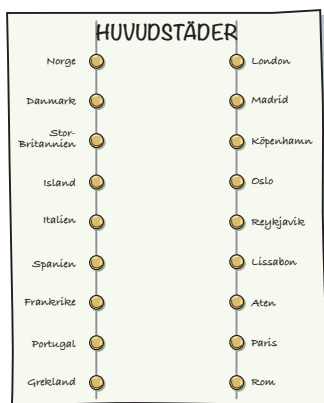 HUVUDSTÄDER
Norge London
Danmark Madrid
Stor-
Britannien Köpenhamn
Island Oslo
Italien Reykjavik
Spanien Lissabon
Frankrike Aten
Portugal Paris
Grekland Rom